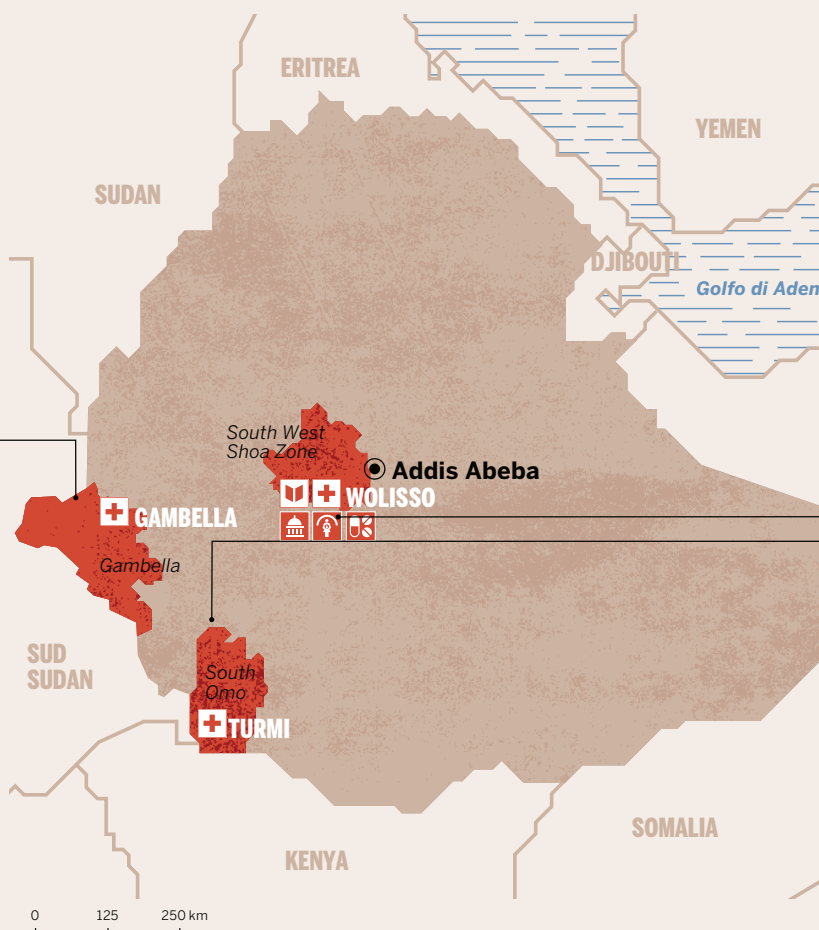 ERITREA
YEMEN
SUDAN
DJIBOUTI
Golfo di Aden
South West
Shoa Zone
Addis Abeba
WOLISSO
GAMBELLA
Gambella
SUD
SUDAN
South
Omo
TURMI
SOMALIA
KENYA
0 125 250 km